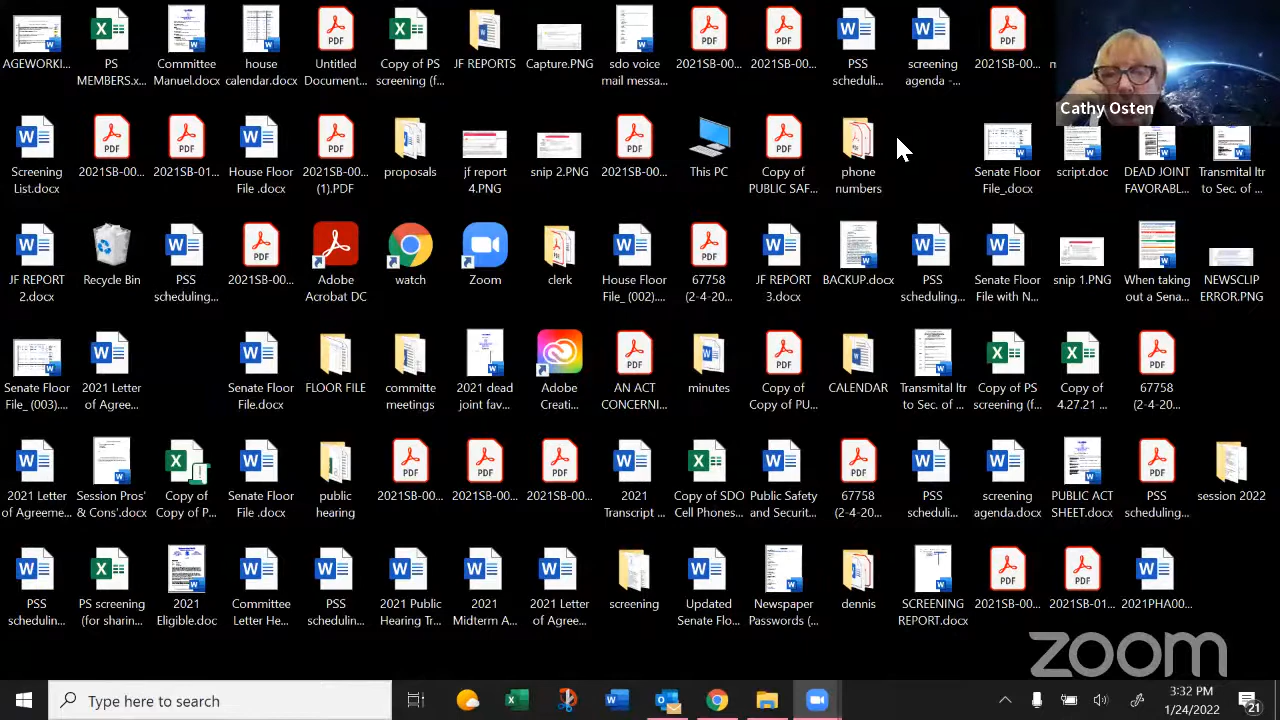 AGEWORKI...
PS
MEMBERS.x...
Committee
Manuel.docx
house
calendar.docx
Untitled
Document...
Copy of PS
screening (f...
JF REPORTS
Capture.PNG
sdo voice
mail messa...
2021SB-00...
2021SB-00...
PSS
scheduli...
screening
agenda -...
2021SB-00...
Cathy Osten
Screening
List.docx
2021SB-00...
2021SB-01...
House Floor
File .docx
2021SB-00...
(1).PDF
proposals
jf report
4.PNG
snip 2.PNG
2021SB-00...
This PC
Copy of
PUBLIC SAF...
phone
numbers
Senate Floor
File_.docx
script.doc
DEAD JOINT
FAVORABL...
Transmital ltr
to Sec. of ...
JF REPORT
2.docx
Recycle Bin
PSS
scheduling...
2021SB-00...
Adobe
Acrobat DC
watch
Zoom
clerk
House Floor
File_ (002)....
67758
(2-4-20...
JF REPORT
3.docx
BACKUP.docx
PSS
scheduling...
Senate Floor
File with N...
snip 1.PNG
When taking
out a Sena...
NEWSCLIP
ERROR.PNG
Senate Floor
File_ (003)....
2021 Letter
of Agree...
Senate Floor
File.docx
FLOOR FILE
committe
meetings
2021 dead
joint fav...
Adobe
Creati...
AN ACT
CONCERNI...
minutes
Copy of
Copy of PU...
CALENDAR
Transmital ltr
to Sec. of ...
Copy of PS
screening (f...
Copy of
4.27.21 ...
67758
(2-4-20...
2021 Letter
of Agreeme...
Session Pros'
& Cons'.docx
Copy of
Copy of P...
Senate Floor
File .docx
public
hearing
2021SB-00...
2021SB-00...
2021SB-00...
2021
Transcript ...
Copy of SDO
Cell Phones...
Public Safety
and Securit...
67758
(2-4-20...
PSS
scheduli...
screening
agenda.docx
PUBLIC ACT
SHEET.docx
PSS
scheduling...
session 2022
PSS
schedulin...
PS screening
(for sharin...
2021
Eligible.doc
Committee
Letter He...
PSS
schedulin...
2021 Public
Hearing Tr...
2021
Midterm A...
2021 Letter
of Agree...
screening
Updated
Senate Flo...
Newspaper
Passwords (...
dennis
SCREENING
REPORT.docx
2021SB-00...
2021SB-01...
2021PHA00...
zoom
Type here to search
3:32 PM
1/24/2022
21